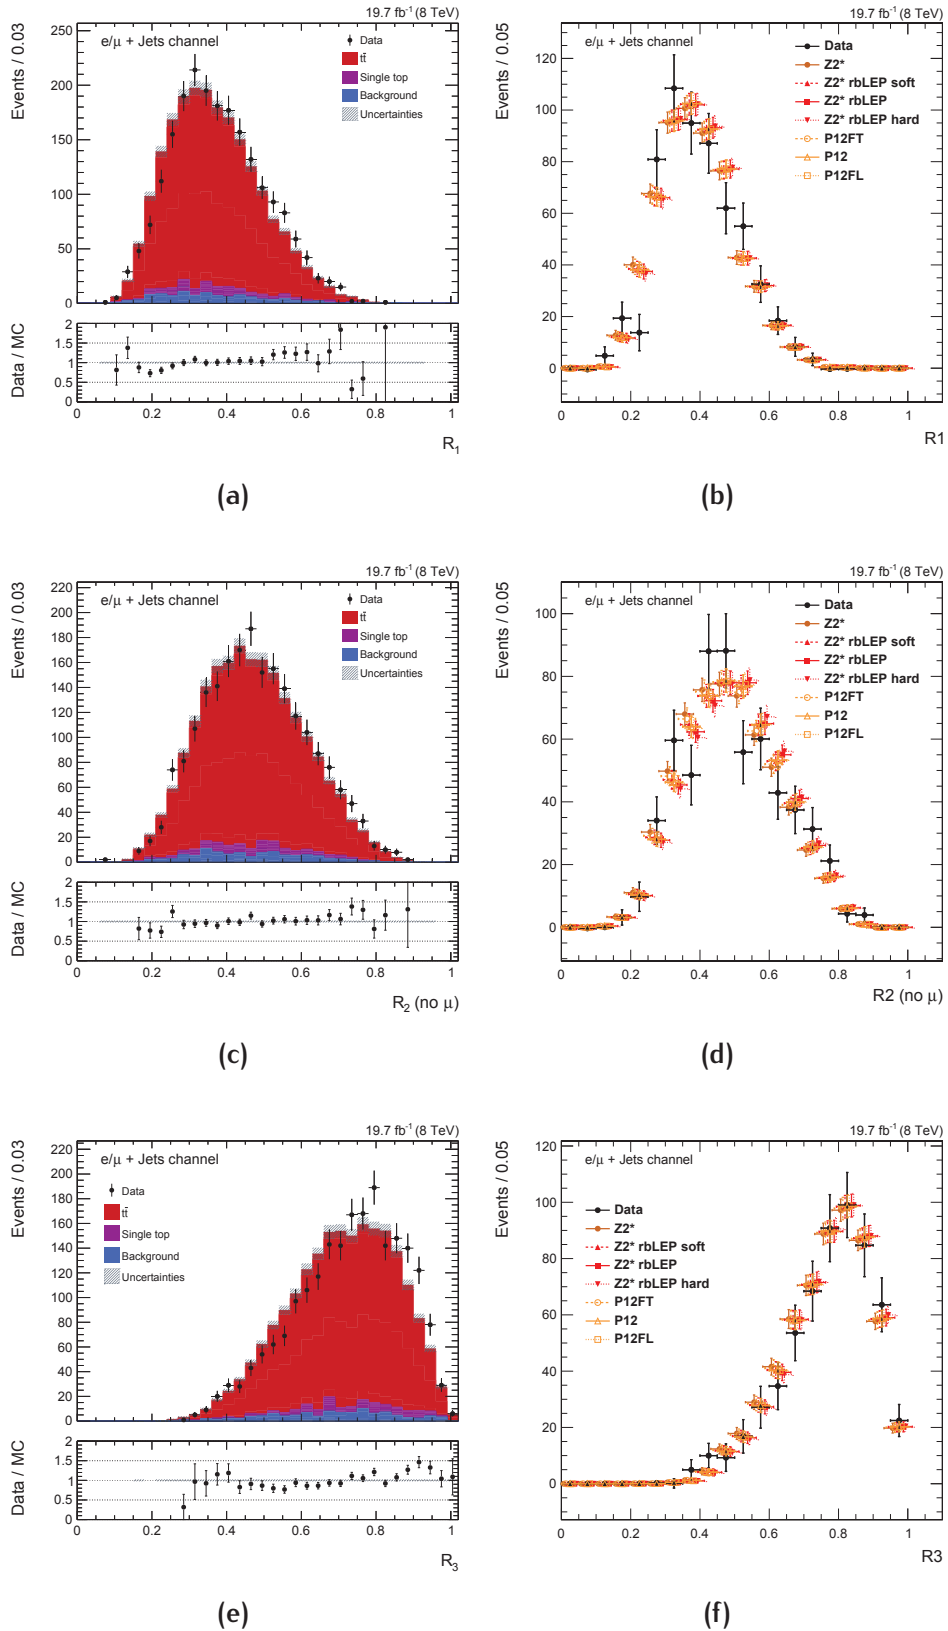 19.7 fb⁻¹ (8 TeV)
Events / 0.03
e/μ + Jets channel
Data
tt̄
Single top
Background
Uncertainties
250
200
150
100
50
0
Data / MC
2
1.5
1
0.5
0
0 0.2 0.4 0.6 0.8 1
R₁
(a)
19.7 fb⁻¹ (8 TeV)
Events / 0.05
e/μ + Jets channel
Data
Z2*
Z2* rbLEP soft
Z2* rbLEP
Z2* rbLEP hard
P12FT
P12
P12FL
120
100
80
60
40
20
0
0 0.2 0.4 0.6 0.8 1
R1
(b)
19.7 fb⁻¹ (8 TeV)
Events / 0.03
e/μ + Jets channel
Data
tt̄
Single top
Background
Uncertainties
220
200
180
160
140
120
100
80
60
40
20
0
Data / MC
2
1.5
1
0.5
0
0 0.2 0.4 0.6 0.8 1
R₂ (no μ)
(c)
19.7 fb⁻¹ (8 TeV)
Events / 0.05
e/μ + Jets channel
Data
Z2*
Z2* rbLEP soft
Z2* rbLEP
Z2* rbLEP hard
P12FT
P12
P12FL
100
80
60
40
20
0
0 0.2 0.4 0.6 0.8 1
R2 (no μ)
(d)
19.7 fb⁻¹ (8 TeV)
Events / 0.03
e/μ + Jets channel
Data
tt̄
Single top
Background
Uncertainties
220
200
180
160
140
120
100
80
60
40
20
0
Data / MC
2
1.5
1
0.5
0
0 0.2 0.4 0.6 0.8 1
R₃
(e)
19.7 fb⁻¹ (8 TeV)
Events / 0.05
e/μ + Jets channel
Data
Z2*
Z2* rbLEP soft
Z2* rbLEP
Z2* rbLEP hard
P12FT
P12
P12FL
120
100
80
60
40
20
0
0 0.2 0.4 0.6 0.8 1
R3
(f)